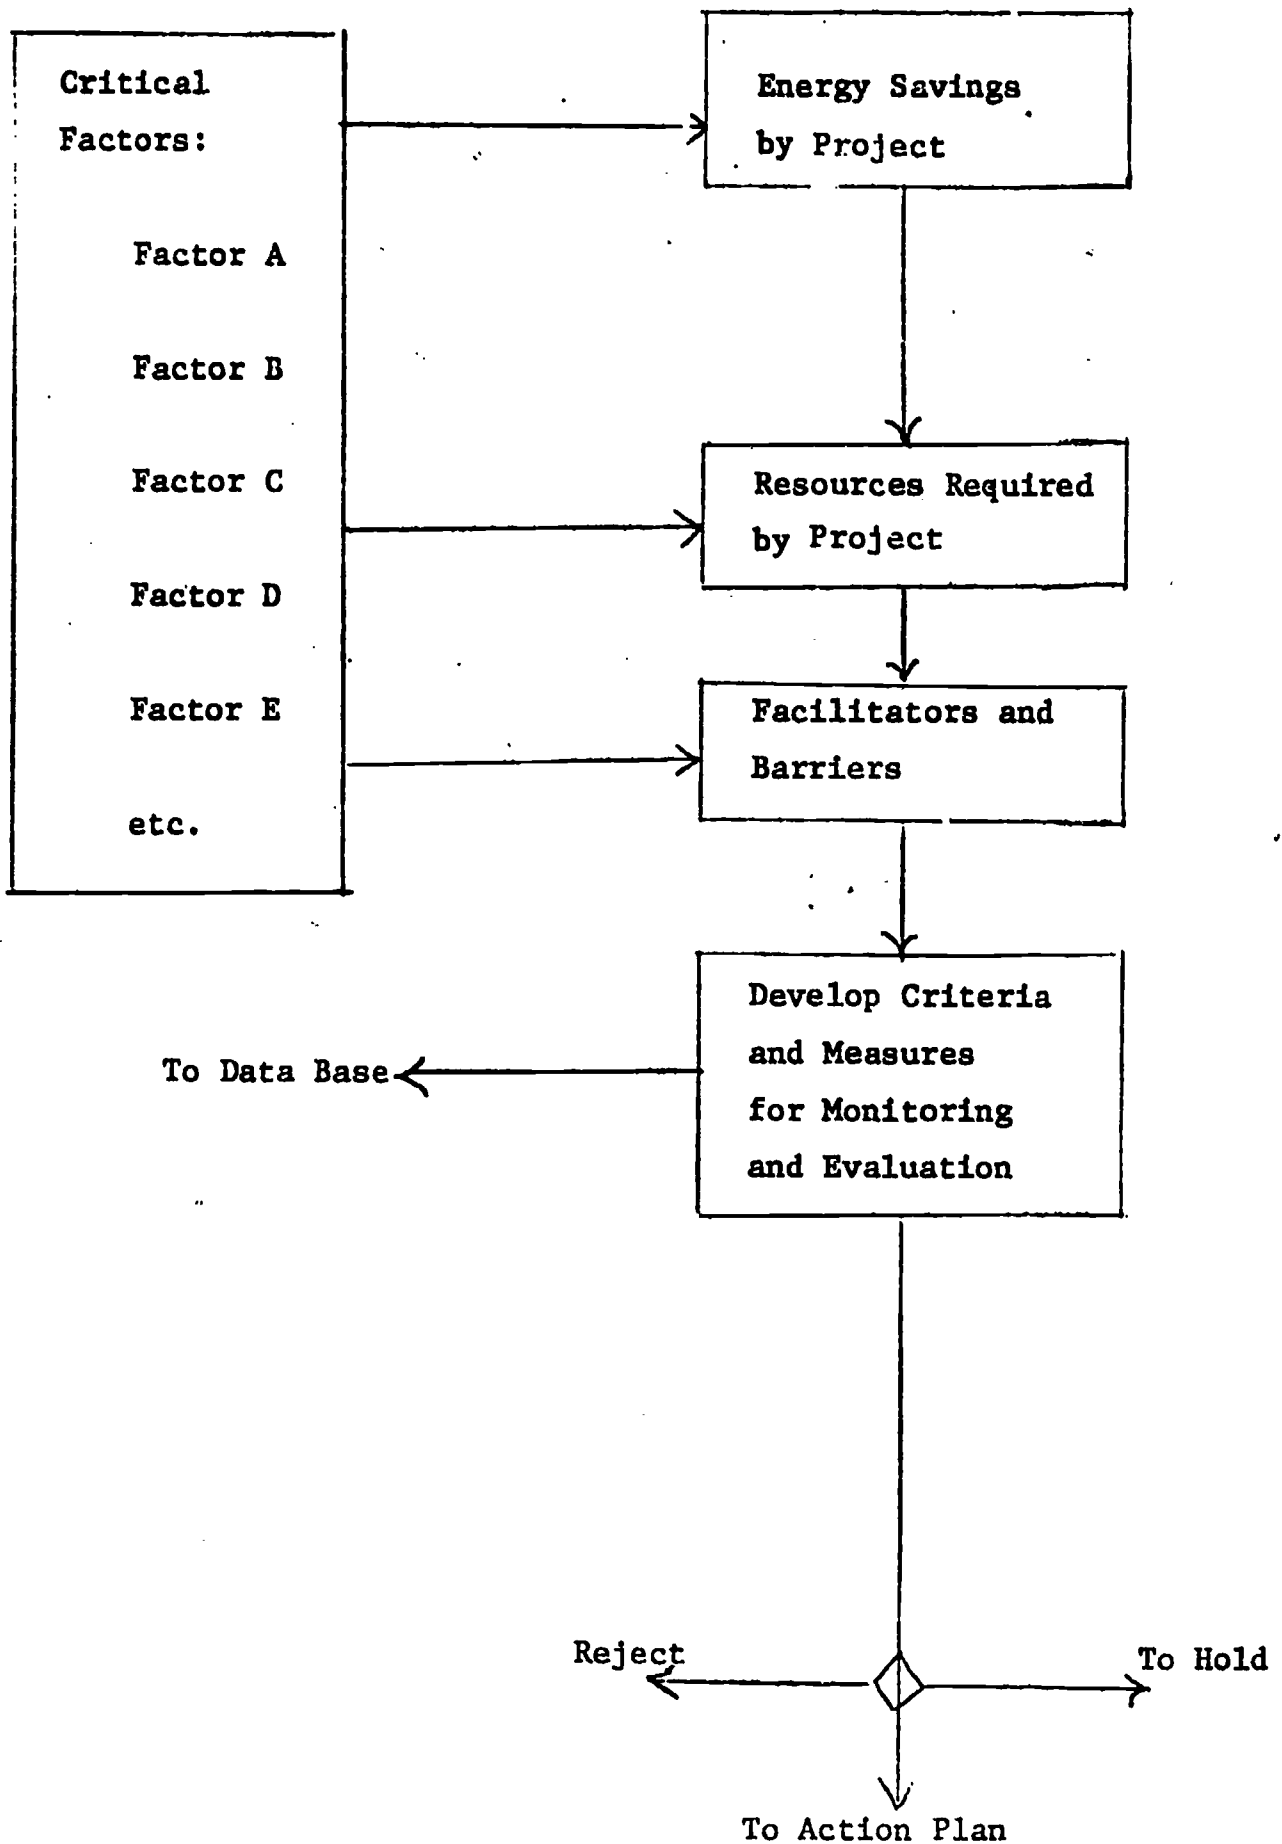 Critical
Factors:
Factor A
Factor B
Factor C
Factor D
Factor E
etc.
Energy Savings
by Project
Resources Required
by Project
Facilitators and
Barriers
Develop Criteria
and Measures
for Monitoring
and Evaluation
To Data Base
Reject
To Hold
To Action Plan